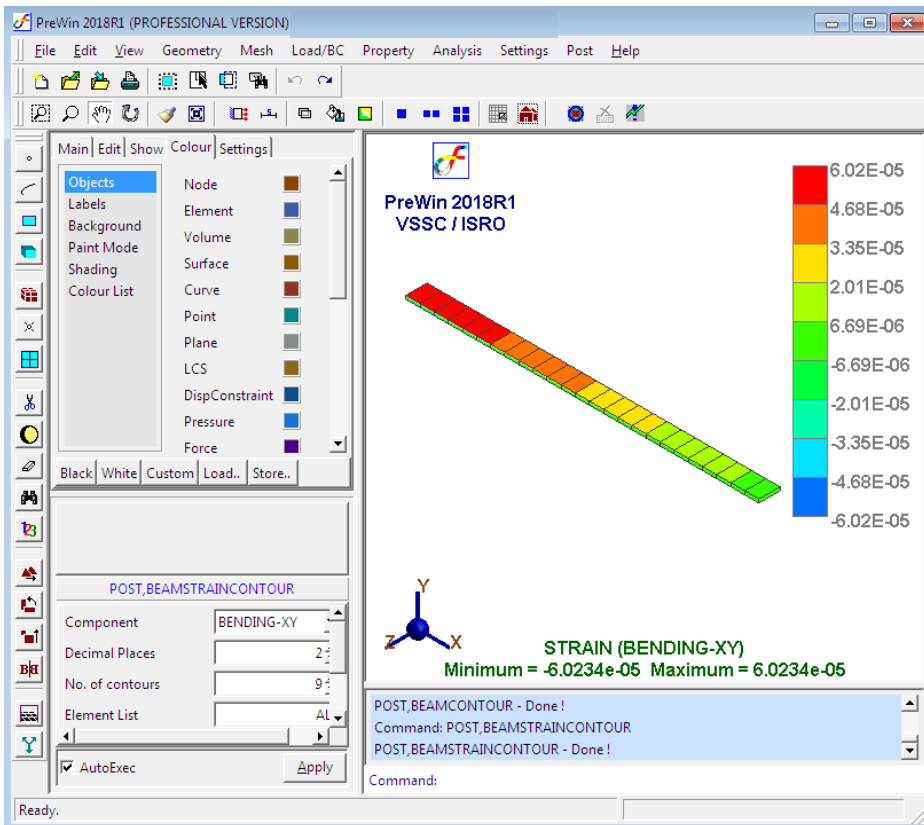 PreWin 2018R1 (PROFESSIONAL VERSION)
File Edit View Geometry Mesh Load/BC Property Analysis Settings Post Help
Main Edit Show Colour Settings
Objects
Labels
Background
Paint Mode
Shading
Colour List
Node
Element
Volume
Surface
Curve
Point
Plane
LCS
DispConstraint
Pressure
Force
Black White Custom Load.. Store..
POST,BEAMSTRAINCONTOUR
Component BENDING-XY
Decimal Places 2
No. of contours 9
Element List AL
AutoExec Apply
PreWin 2018R1
VSSC / ISRO
6.02E-05
4.68E-05
3.35E-05
2.01E-05
6.69E-06
-6.69E-06
-2.01E-05
-3.35E-05
-4.68E-05
-6.02E-05
Y
Z X
STRAIN (BENDING-XY)
Minimum = -6.0234e-05 Maximum = 6.0234e-05
POST,BEAMCONTOUR - Done !
Command: POST,BEAMSTRAINCONTOUR
POST,BEAMSTRAINCONTOUR - Done !
Command:
Ready.